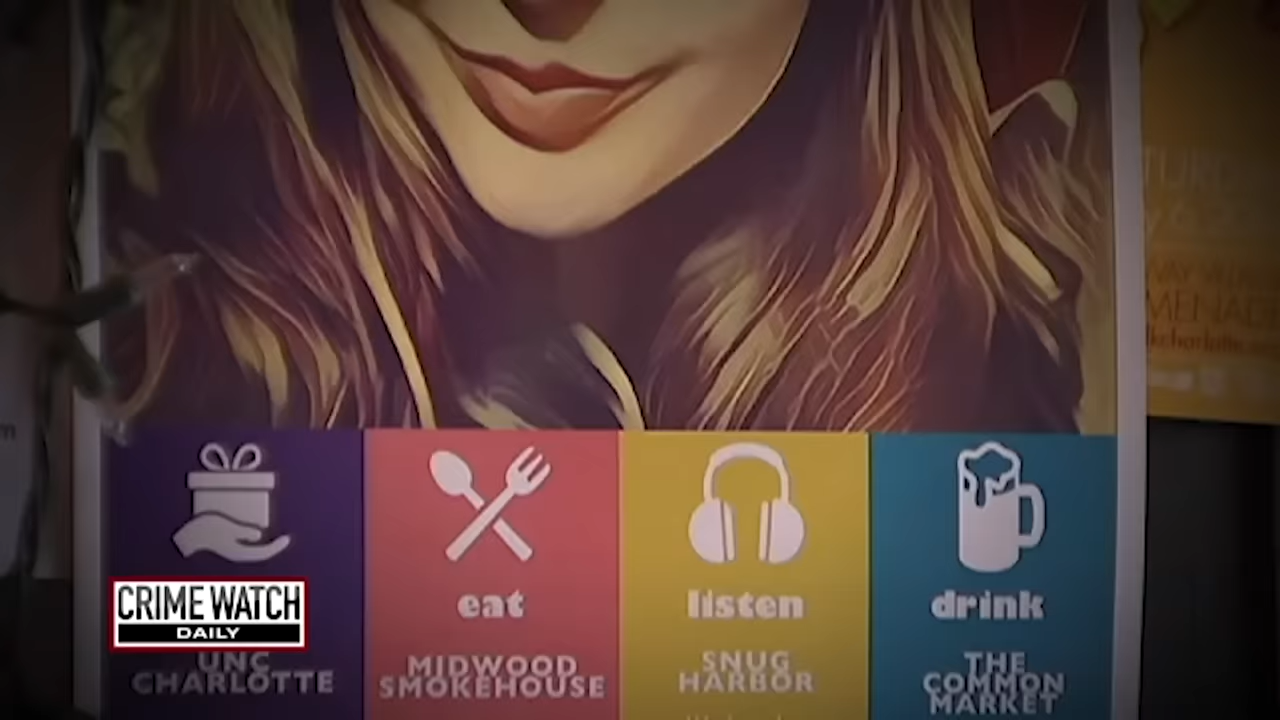 eat
listen
drink
CRIME WATCH
DAILY
UNC
CHARLOTTE
MIDWOOD
SMOKEHOUSE
SNUG
HARBOR
THE
COMMON
MARKET